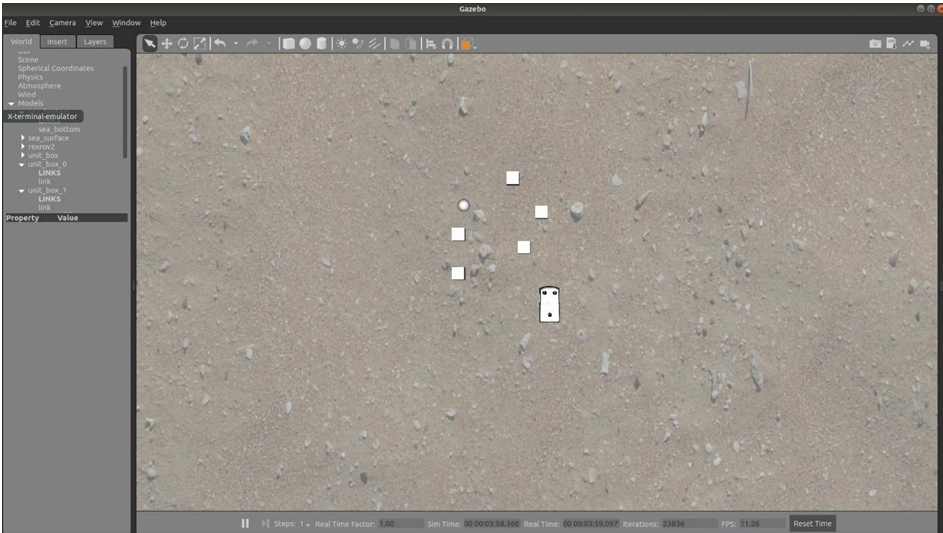 Gazebo
File Edit Camera View Window Help
World Insert Layers
Scene
Spherical Coordinates
Physics
Atmosphere
Wind
Models
X-terminal-emulator
sea_bottom
sea_surface
rexrov2
unit_box
unit_box_0
LINKS
link
unit_box_1
LINKS
link
Property Value
Steps: 1 Real Time Factor: 1.00 Sim Time: 00 00:03:58.360 Real Time: 00 00:03:59.097 Iterations: 23836 FPS: 11.26 Reset Time